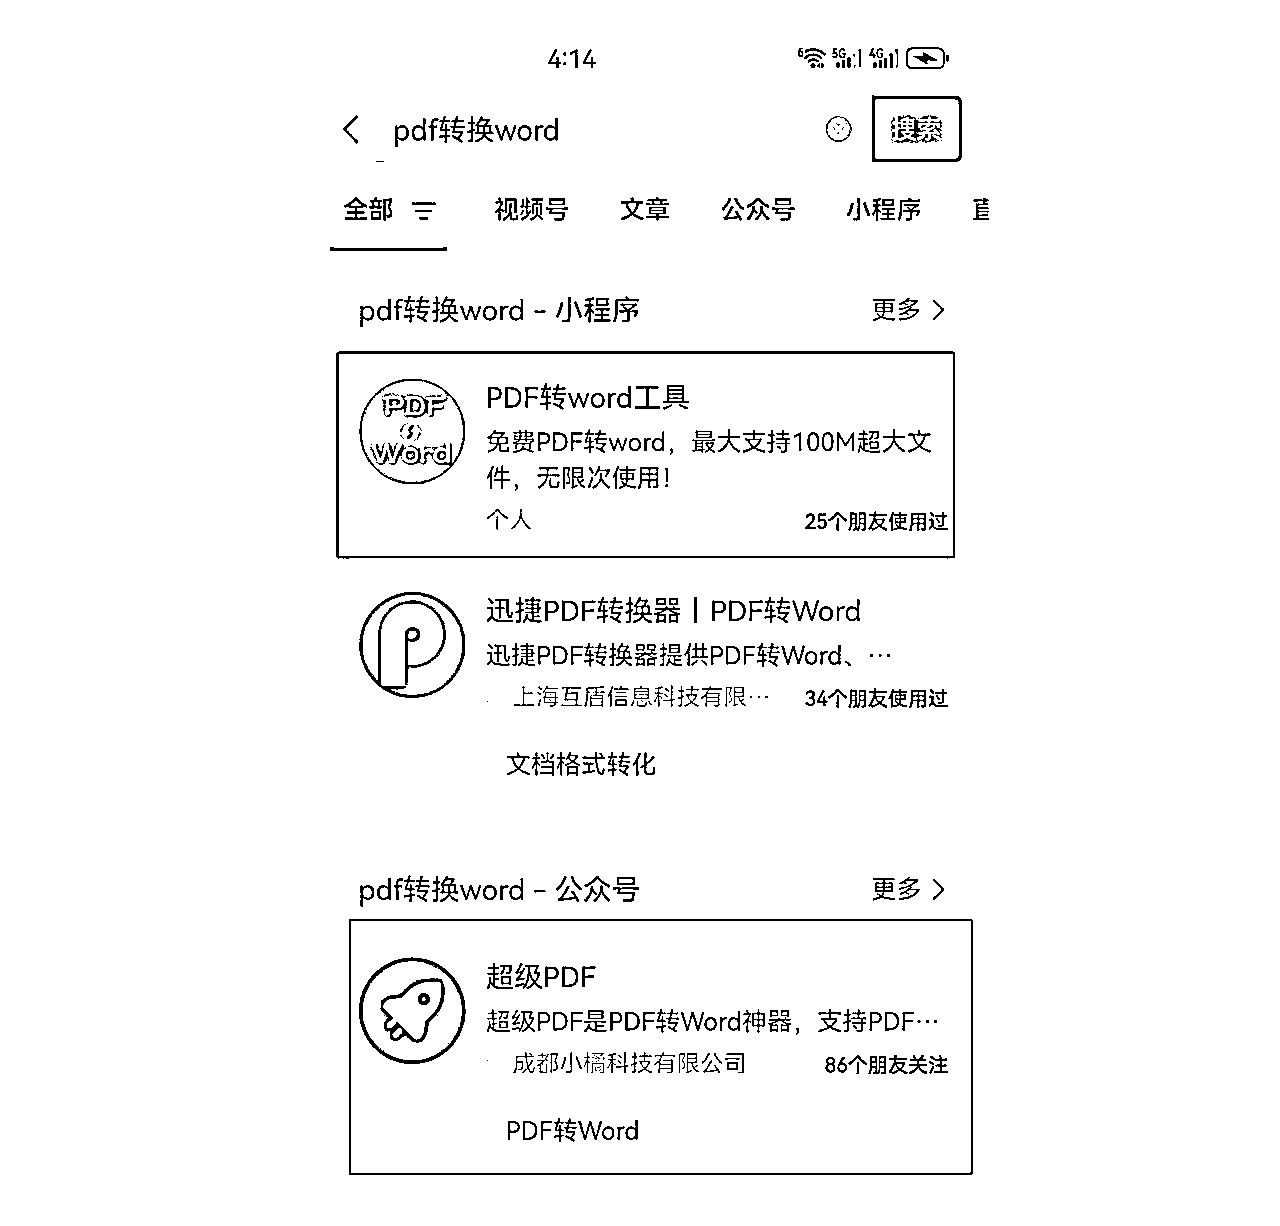 4:14
6 5G 4G
pdf转换word
搜索
全部 视频号 文章 公众号 小程序
pdf转换word - 小程序 更多
PDF
Word
PDF转word工具
免费PDF转word，最大支持100M超大文
件，无限次使用！
个人 25个朋友使用过
迅捷PDF转换器丨PDF转Word
迅捷PDF转换器提供PDF转Word、…
上海互盾信息科技有限… 34个朋友使用过
文档格式转化
pdf转换word - 公众号 更多
超级PDF
超级PDF是PDF转Word神器，支持PDF…
成都小橘科技有限公司 86个朋友关注
PDF转Word